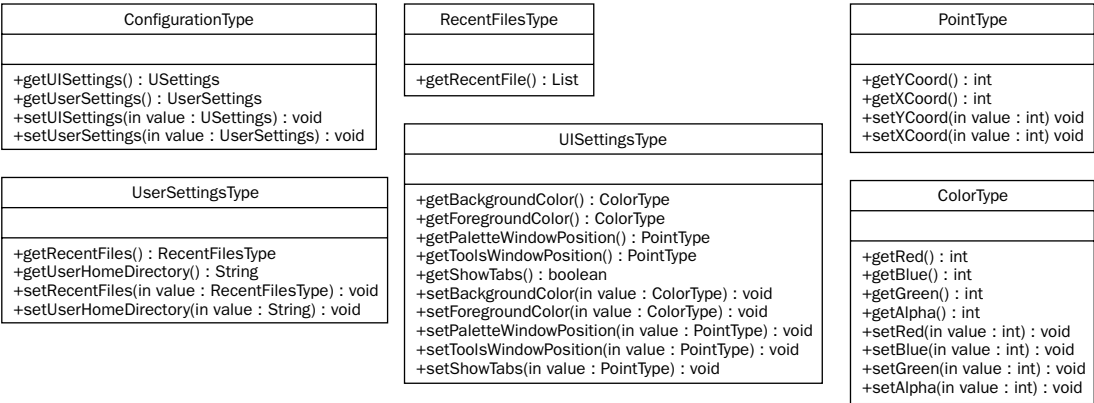 ConfigurationType
+getUISettings() : USettings
+getUserSettings() : UserSettings
+setUISettings(in value : USettings) : void
+setUserSettings(in value : UserSettings) : void
UserSettingsType
+getRecentFiles() : RecentFilesType
+getUserHomeDirectory() : String
+setRecentFiles(in value : RecentFilesType) : void
+setUserHomeDirectory(in value : String) : void
RecentFilesType
+getRecentFile() : List
UISettingsType
+getBackgroundColor() : ColorType
+getForegroundColor() : ColorType
+getPaletteWindowPosition() : PointType
+getToolsWindowPosition() : PointType
+getShowTabs() : boolean
+setBackgroundColor(in value : ColorType) : void
+setForegroundColor(in value : ColorType) : void
+setPaletteWindowPosition(in value : PointType) : void
+setToolsWindowPosition(in value : PointType) : void
+setShowTabs(in value : PointType) : void
PointType
+getYCoord() : int
+getXCoord() : int
+setYCoord(in value : int) void
+setXCoord(in value : int) void
ColorType
+getRed() : int
+getBlue() : int
+getGreen() : int
+getAlpha() : int
+setRed(in value : int) : void
+setBlue(in value : int) : void
+setGreen(in value : int) : void
+setAlpha(in value : int) : void